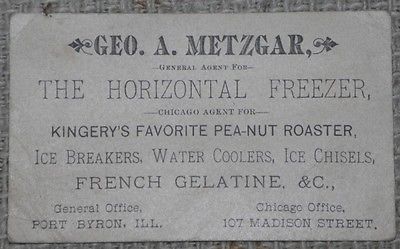 GEO. A. METZGAR,
GENERAL AGENT FOR
THE HORIZONTAL FREEZER,
CHICAGO AGENT FOR
KINGERY'S FAVORITE PEA-NUT ROASTER,
ICE BREAKERS, WATER COOLERS, ICE CHISELS,
FRENCH GELATINE, &C.,
General Office, Chicago Office,
PORT BYRON, ILL. 107 MADISON STREET.